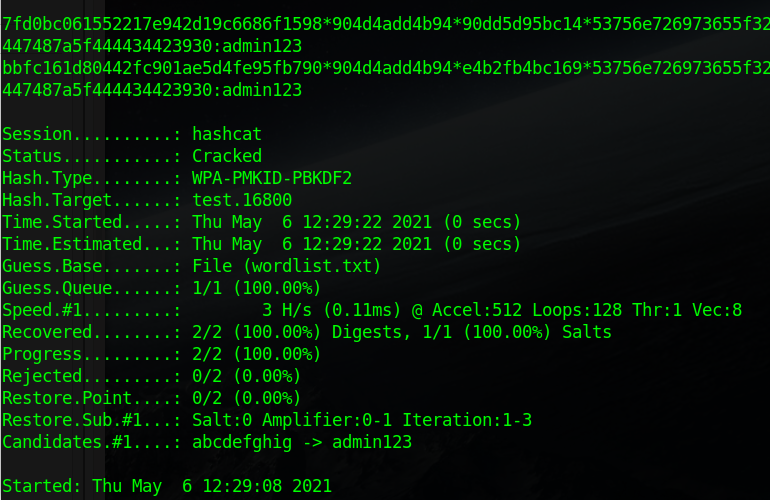 7fd0bc061552217e942d19c6686f1598*904d4add4b94*90dd5d95bc14*53756e726973655f32
447487a5f444434423930:admin123
bbfc161d80442fc901ae5d4fe95fb790*904d4add4b94*e4b2fb4bc169*53756e726973655f32
447487a5f444434423930:admin123
Session..........: hashcat
Status...........: Cracked
Hash.Type........: WPA-PMKID-PBKDF2
Hash.Target......: test.16800
Time.Started.....: Thu May  6 12:29:22 2021 (0 secs)
Time.Estimated...: Thu May  6 12:29:22 2021 (0 secs)
Guess.Base.......: File (wordlist.txt)
Guess.Queue......: 1/1 (100.00%)
Speed.#1.........:        3 H/s (0.11ms) @ Accel:512 Loops:128 Thr:1 Vec:8
Recovered........: 2/2 (100.00%) Digests, 1/1 (100.00%) Salts
Progress.........: 2/2 (100.00%)
Rejected.........: 0/2 (0.00%)
Restore.Point....: 0/2 (0.00%)
Restore.Sub.#1...: Salt:0 Amplifier:0-1 Iteration:1-3
Candidates.#1....: abcdefghig -> admin123
Started: Thu May  6 12:29:08 2021